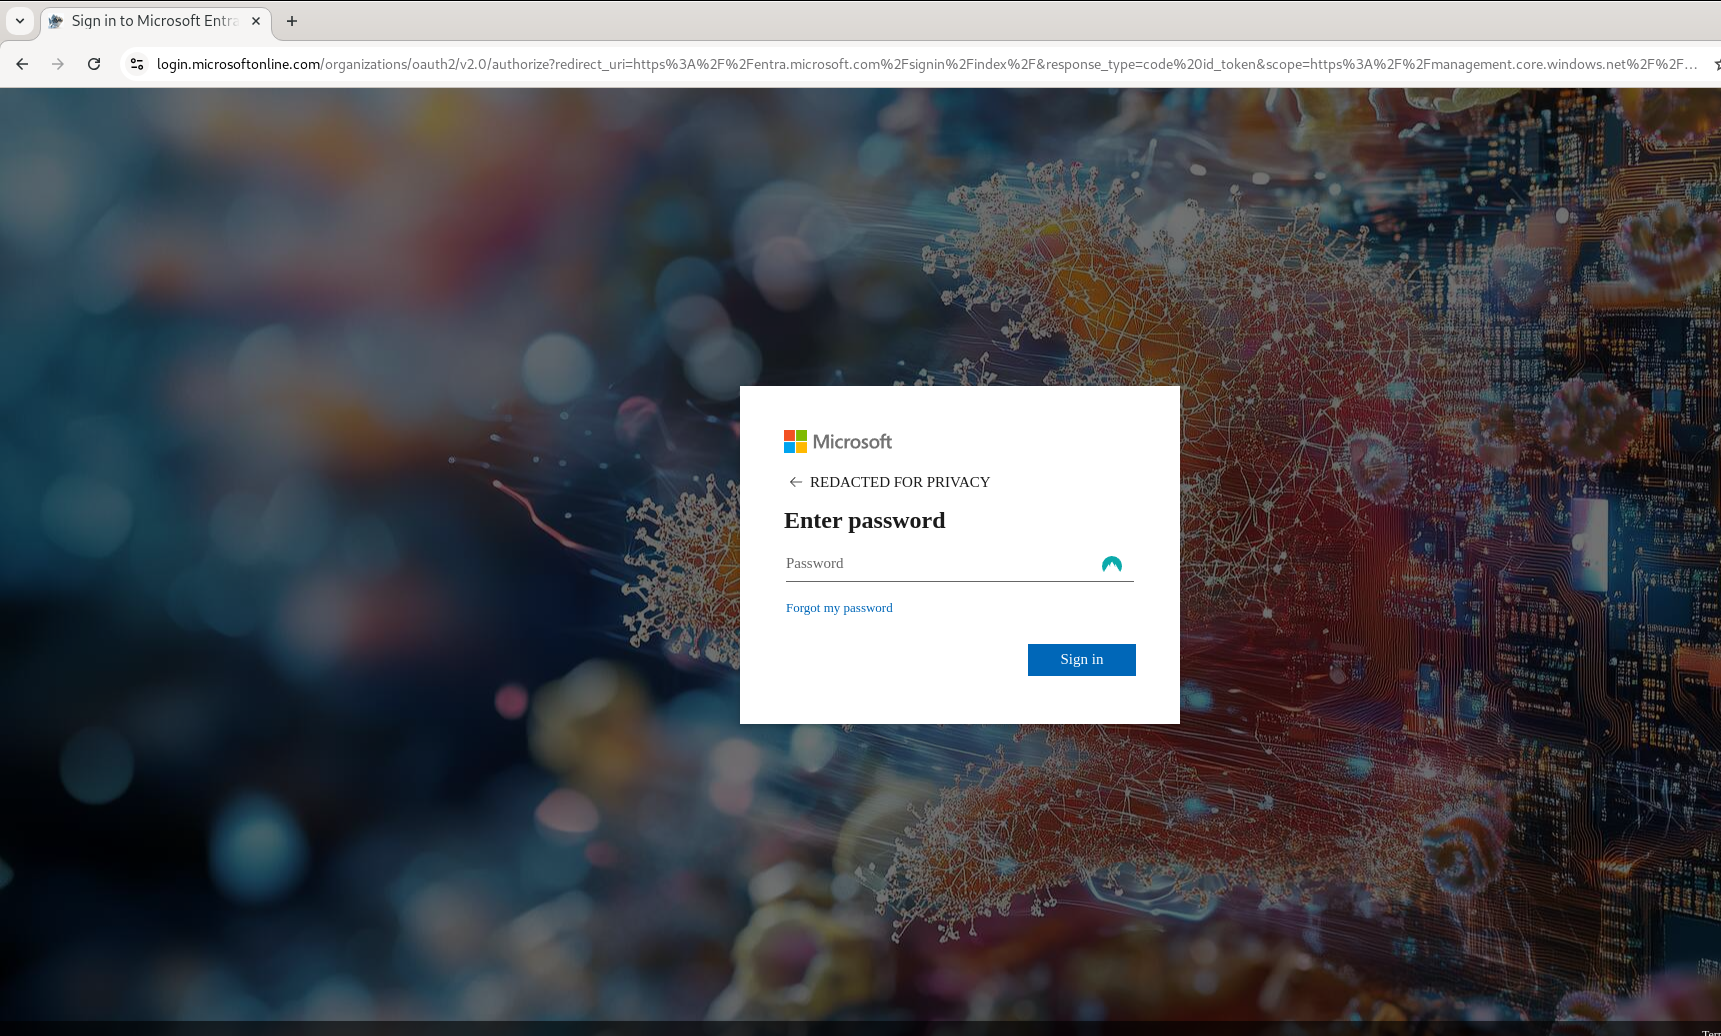 Sign in to Microsoft Entra
login.microsoftonline.com/organizations/oauth2/v2.0/authorize?redirect_uri=https%3A%2F%2Fentra.microsoft.com%2Fsignin%2Findex%2F&response_type=code%20id_token&scope=https%3A%2F%2Fmanagement.core.windows.net%2F%2F...
Microsoft
REDACTED FOR PRIVACY
Enter password
Password
Forgot my password
Sign in